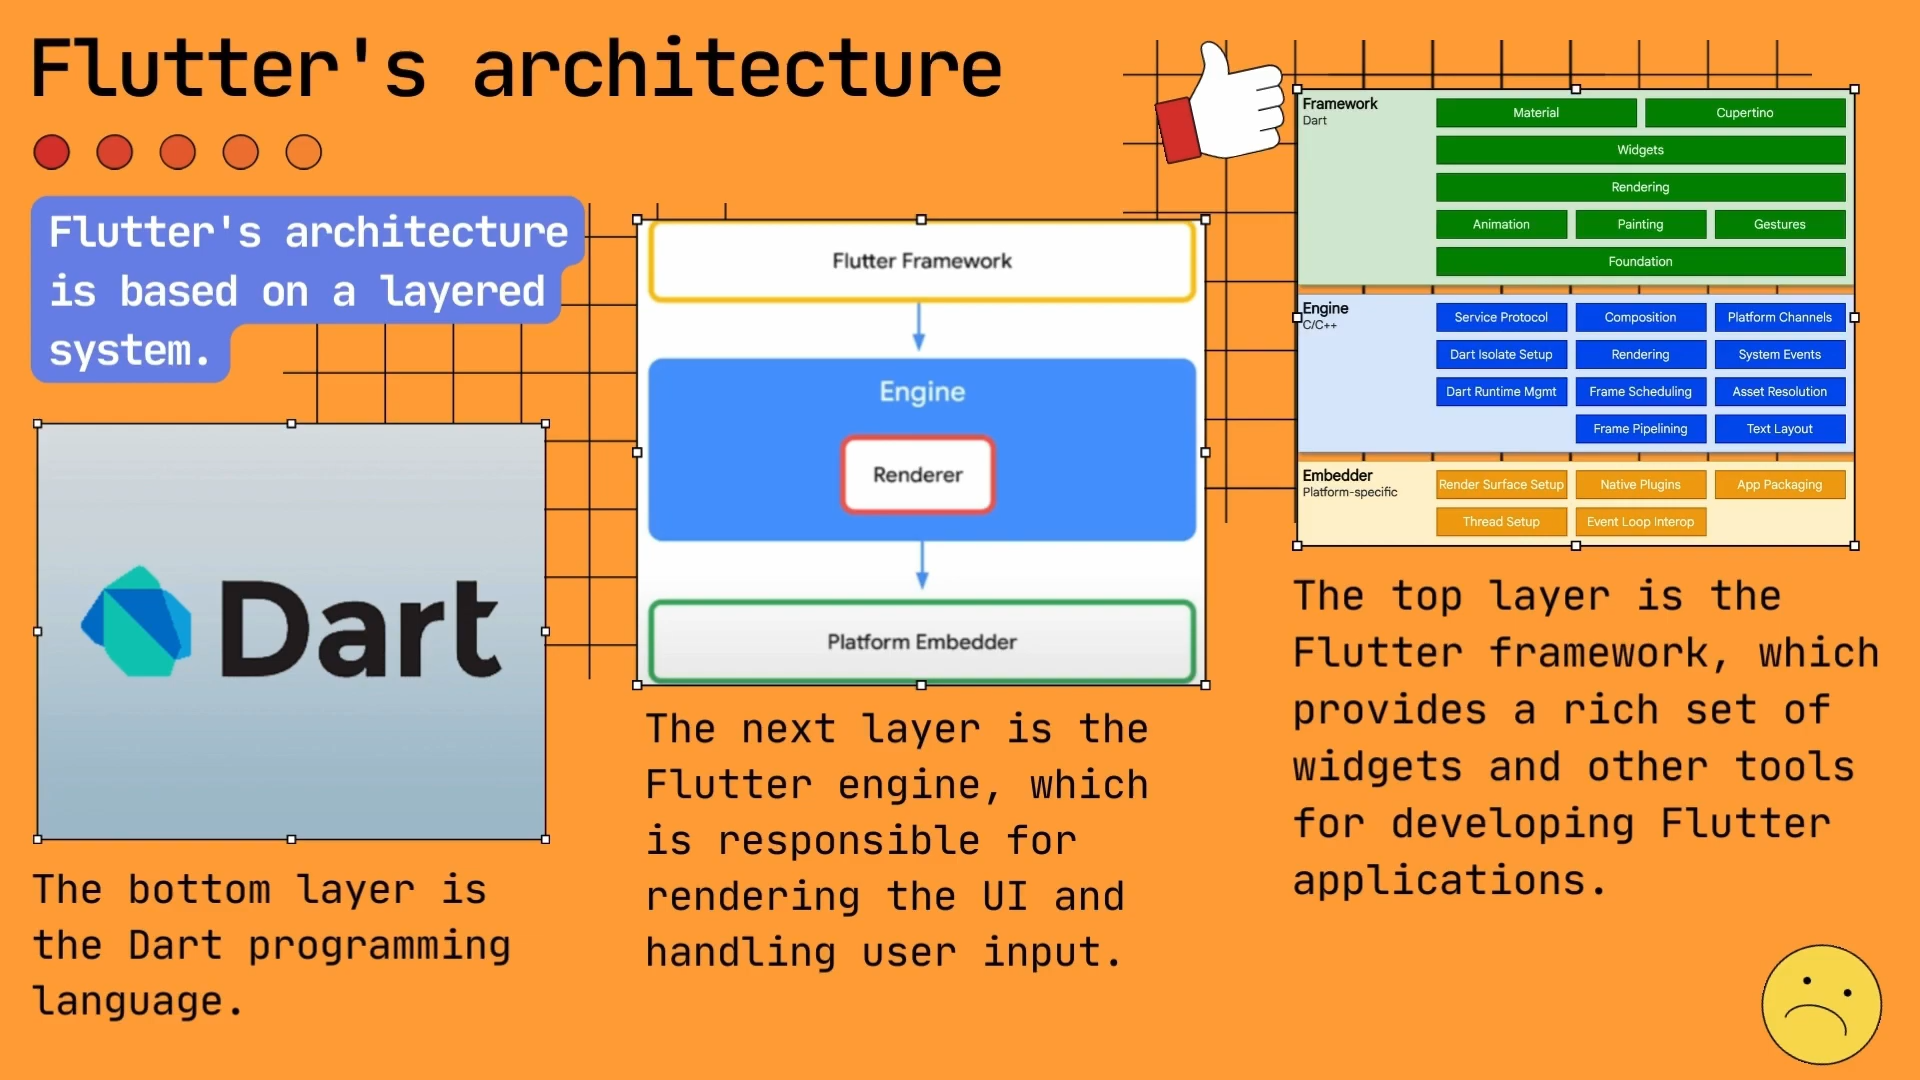 Flutter's architecture
Flutter's architecture
is based on a layered
system.
Dart
The bottom layer is
the Dart programming
language.
Flutter Framework
Engine
Renderer
Platform Embedder
The next layer is the
Flutter engine, which
is responsible for
rendering the UI and
handling user input.
Framework
Dart
Material Cupertino
Widgets
Rendering
Animation Painting Gestures
Foundation
Engine
C/C++
Service Protocol Composition Platform Channels
Dart Isolate Setup Rendering System Events
Dart Runtime Mgmt Frame Scheduling Asset Resolution
Frame Pipelining Text Layout
Embedder
Platform-specific
Render Surface Setup Native Plugins App Packaging
Thread Setup Event Loop Interop
The top layer is the
Flutter framework, which
provides a rich set of
widgets and other tools
for developing Flutter
applications.